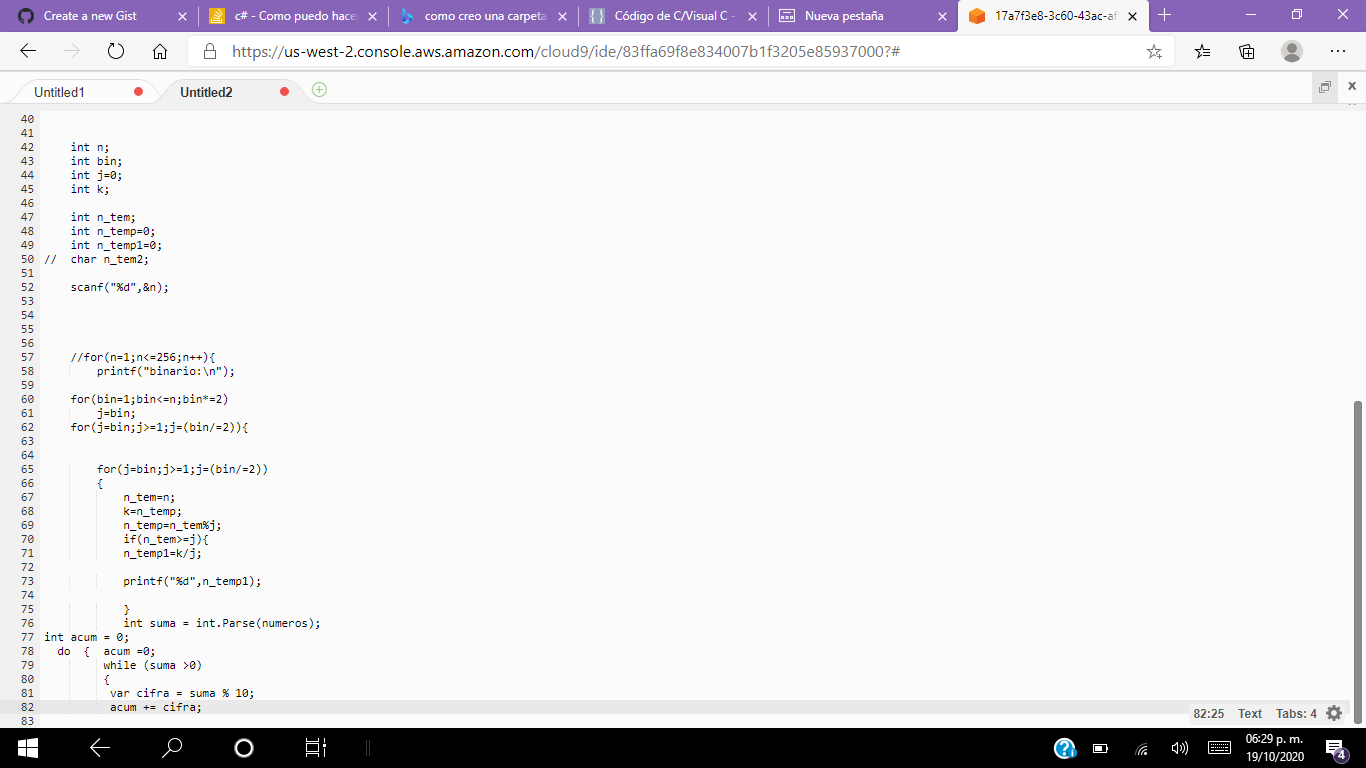 Create a new Gist
c# - Como puedo hace
como creo una carpeta
Código de C/Visual C -
Nueva pestaña
17a7f3e8-3c60-43ac-af
https://us-west-2.console.aws.amazon.com/cloud9/ide/83ffa69f8e834007b1f3205e85937000?#
Untitled1
Untitled2
40
41
42 int n;
43 int bin;
44 int j=0;
45 int k;
46
47 int n_tem;
48 int n_temp=0;
49 int n_temp1=0;
50 // char n_tem2;
51
52 scanf("%d",&n);
53
54
55
56
57 //for(n=1;n<=256;n++){
58 printf("binario:\n");
59
60 for(bin=1;bin<=n;bin*=2)
61 j=bin;
62 for(j=bin;j>=1;j=(bin/=2)){
63
64
65 for(j=bin;j>=1;j=(bin/=2))
66 {
67 n_tem=n;
68 k=n_temp;
69 n_temp=n_tem%j;
70 if(n_tem>=j){
71 n_temp1=k/j;
72
73 printf("%d",n_temp1);
74
75 }
76 int suma = int.Parse(numeros);
77 int acum = 0;
78 do { acum =0;
79 while (suma >0)
80 {
81 var cifra = suma % 10;
82 acum += cifra;
83
82:25 Text Tabs: 4
06:29 p. m.
19/10/2020
4